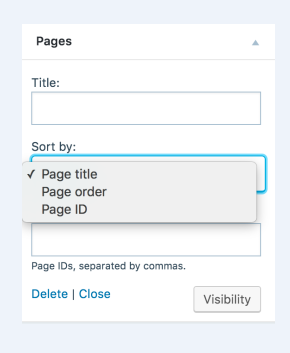 Pages
Title:
Sort by:
✓ Page title
Page order
Page ID
Page IDs, separated by commas.
Delete | Close
Visibility